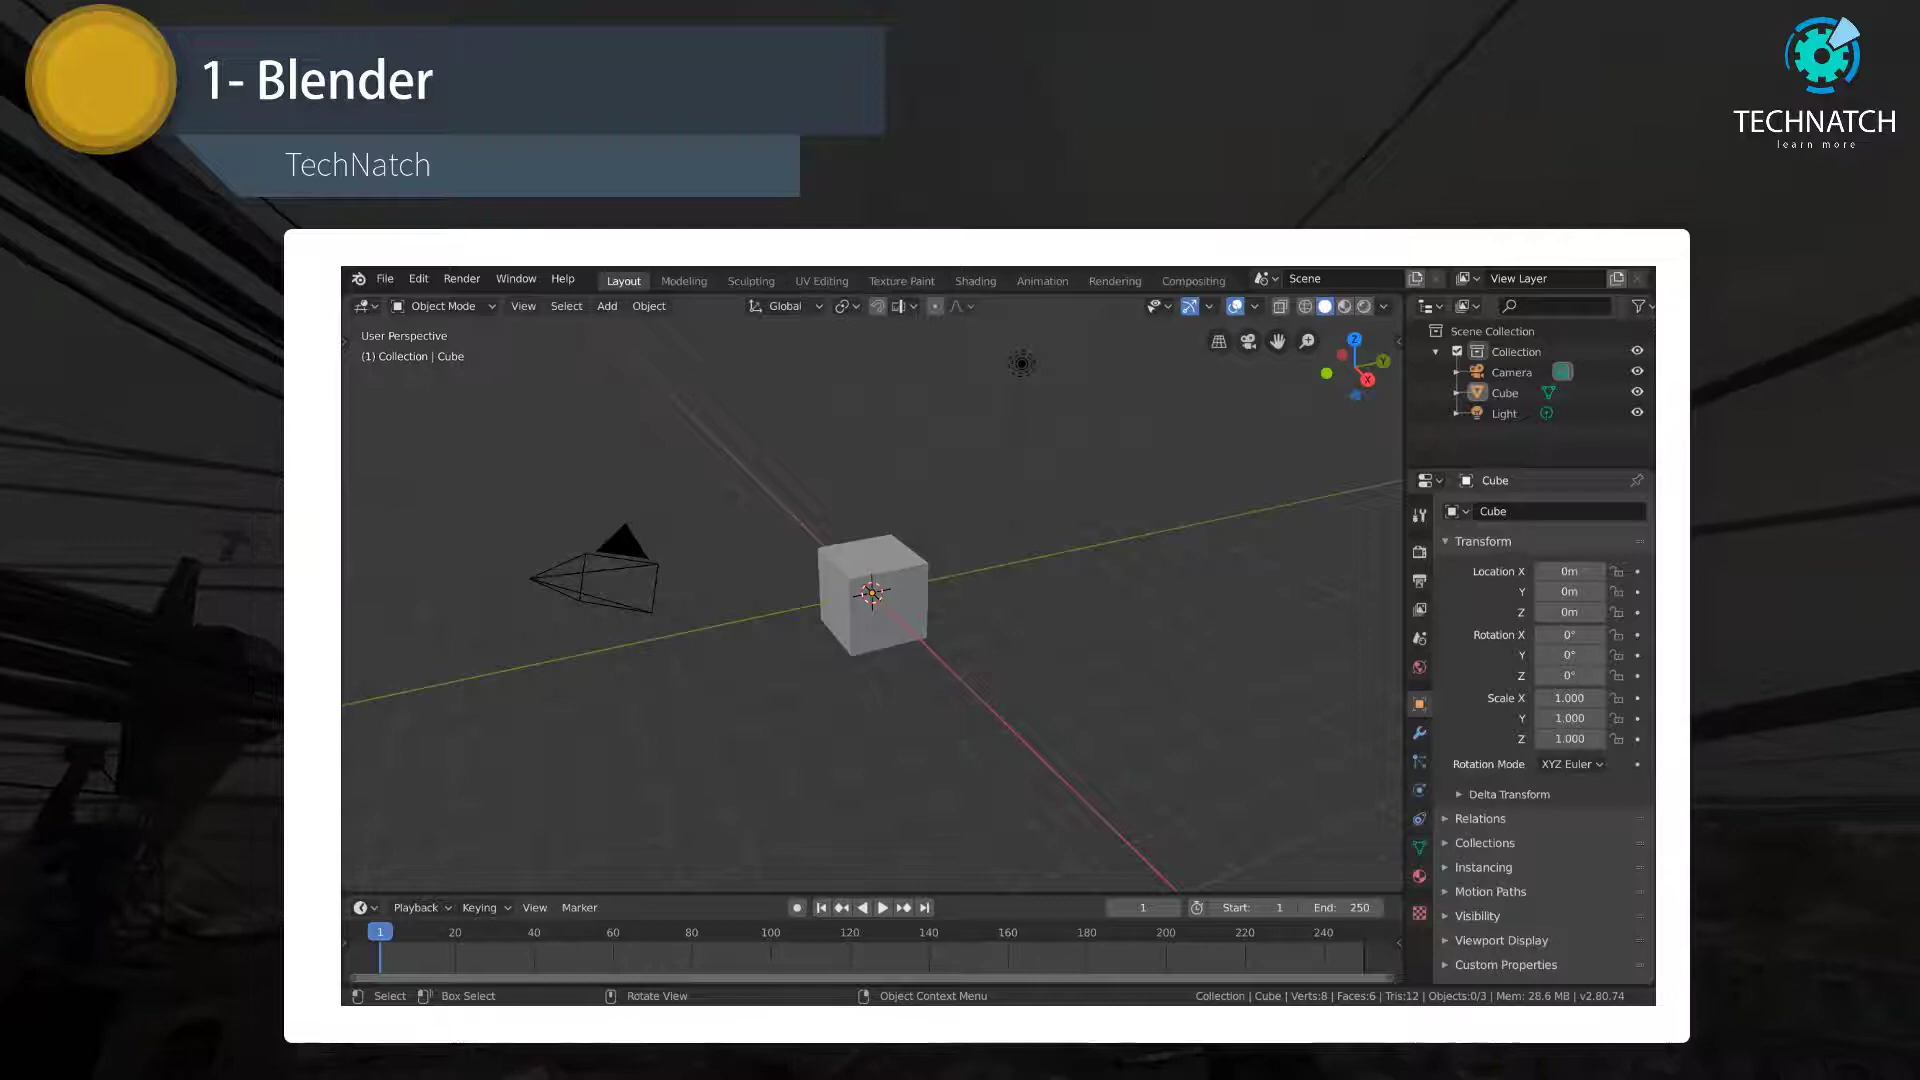 1- Blender
TechNatch
TECHNATCH
learn more
File Edit Render Window Help Layout Modeling Sculpting UV Editing Texture Paint Shading Animation Rendering Compositing Scene View Layer
Object Mode View Select Add Object Global
User Perspective
(1) Collection | Cube
Z
Y
X
Scene Collection
Collection
Camera
Cube
Light
Cube
Cube
Transform
Location X 0m
Y 0m
Z 0m
Rotation X 0°
Y 0°
Z 0°
Scale X 1.000
Y 1.000
Z 1.000
Rotation Mode XYZ Euler
Delta Transform
Relations
Collections
Instancing
Motion Paths
Visibility
Viewport Display
Custom Properties
Playback Keying View Marker 1 Start: 1 End: 250
1 20 40 60 80 100 120 140 160 180 200 220 240
Select Box Select Rotate View Object Context Menu Collection | Cube | Verts:8 | Faces:6 | Tris:12 | Objects:0/3 | Mem: 28.6 MB | v2.80.74